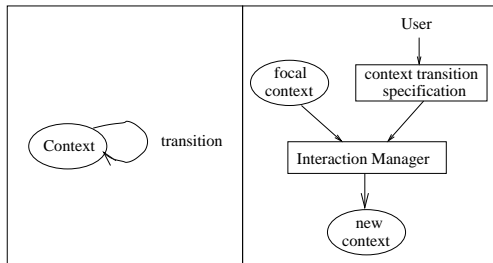 Context
transition
User
focal
context
context transition
specification
Interaction Manager
new
context